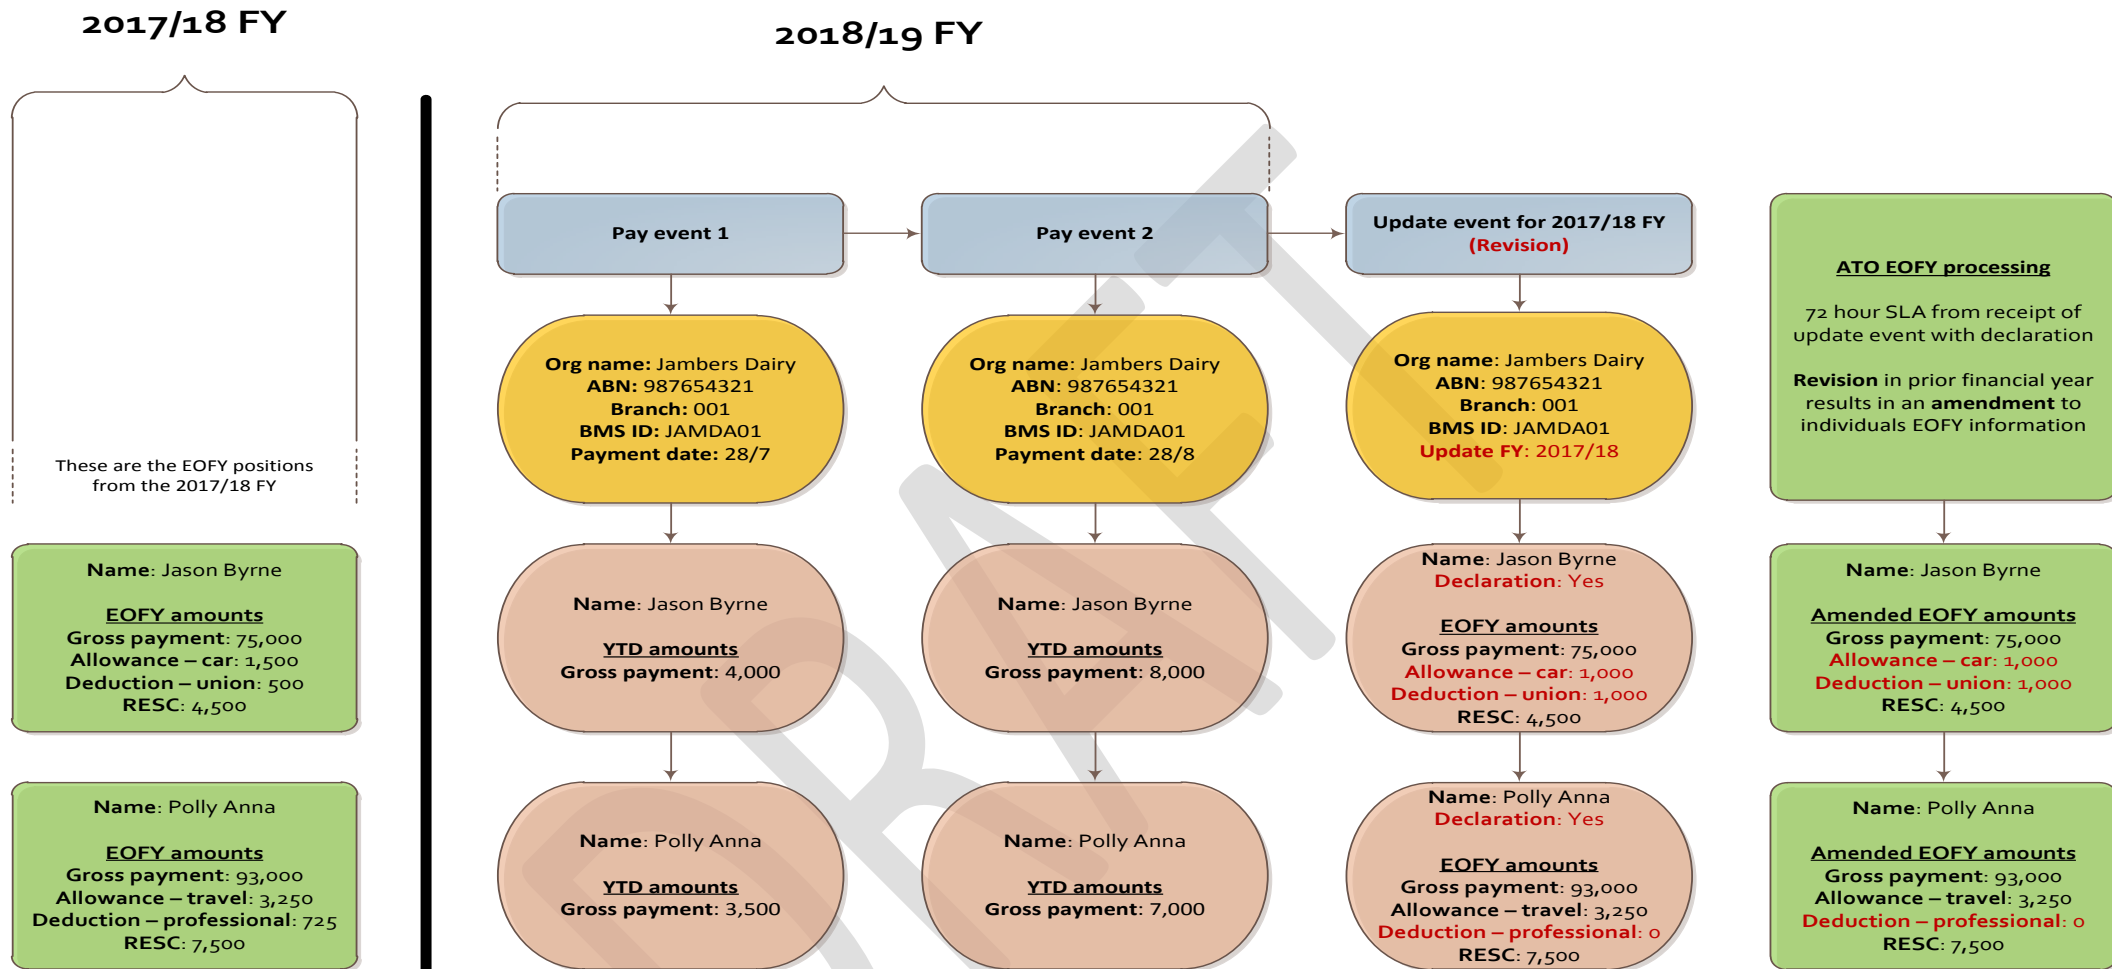 2017/18 FY
2018/19 FY
These are the EOFY positions
from the 2017/18 FY
Name: Jason Byrne
EOFY amounts
Gross payment: 75,000
Allowance – car: 1,500
Deduction – union: 500
RESC: 4,500
Name: Polly Anna
EOFY amounts
Gross payment: 93,000
Allowance – travel: 3,250
Deduction – professional: 725
RESC: 7,500
Pay event 1
Org name: Jambers Dairy
ABN: 987654321
Branch: 001
BMS ID: JAMDA01
Payment date: 28/7
Name: Jason Byrne
YTD amounts
Gross payment: 4,000
Name: Polly Anna
YTD amounts
Gross payment: 3,500
Pay event 2
Org name: Jambers Dairy
ABN: 987654321
Branch: 001
BMS ID: JAMDA01
Payment date: 28/8
Name: Jason Byrne
YTD amounts
Gross payment: 8,000
Name: Polly Anna
YTD amounts
Gross payment: 7,000
Update event for 2017/18 FY
(Revision)
Org name: Jambers Dairy
ABN: 987654321
Branch: 001
BMS ID: JAMDA01
Update FY: 2017/18
Name: Jason Byrne
Declaration: Yes
EOFY amounts
Gross payment: 75,000
Allowance – car: 1,000
Deduction – union: 1,000
RESC: 4,500
Name: Polly Anna
Declaration: Yes
EOFY amounts
Gross payment: 93,000
Allowance – travel: 3,250
Deduction – professional: 0
RESC: 7,500
ATO EOFY processing
72 hour SLA from receipt of
update event with declaration
Revision in prior financial year
results in an amendment to
individuals EOFY information
Name: Jason Byrne
Amended EOFY amounts
Gross payment: 75,000
Allowance – car: 1,000
Deduction – union: 1,000
RESC: 4,500
Name: Polly Anna
Amended EOFY amounts
Gross payment: 93,000
Allowance – travel: 3,250
Deduction – professional: 0
RESC: 7,500
DRAFT